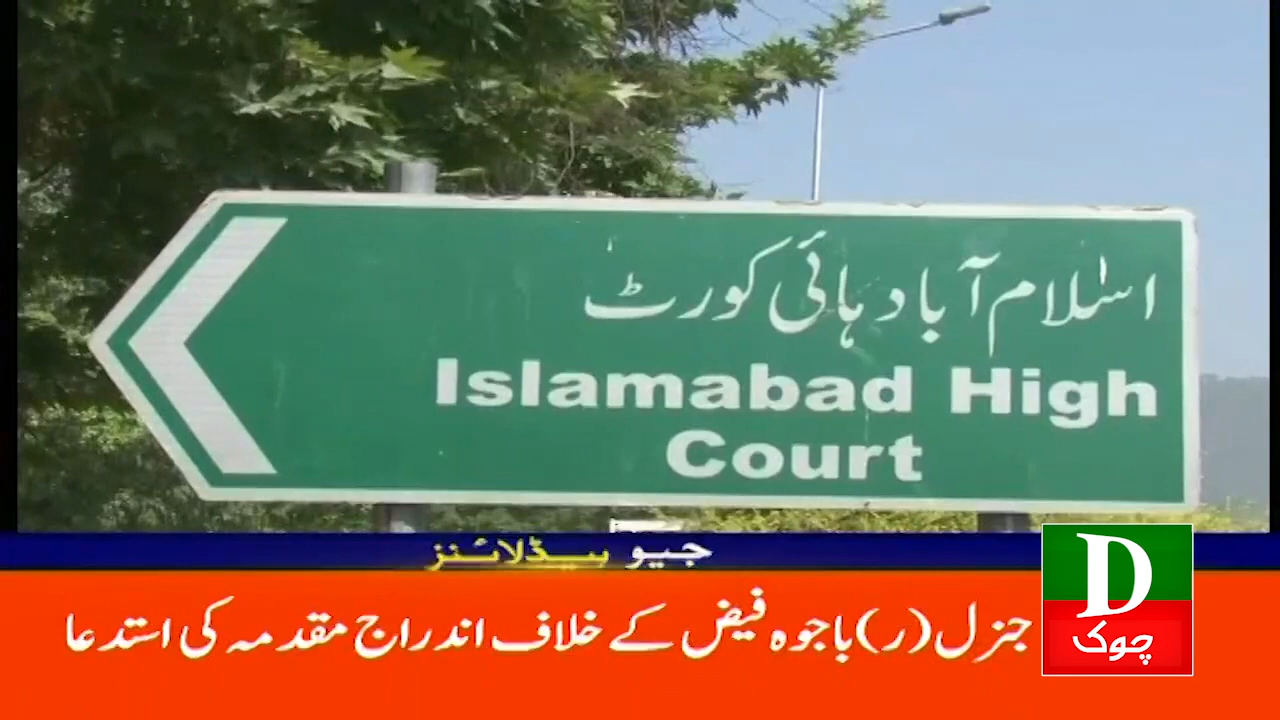 اسلام آباد ہائی کورٹ
Islamabad High
Court
جیو ہیڈلائنز
جنرل (ر) باجوہ فیض کے خلاف اندراج مقدمہ کی استدعا
D
چوک